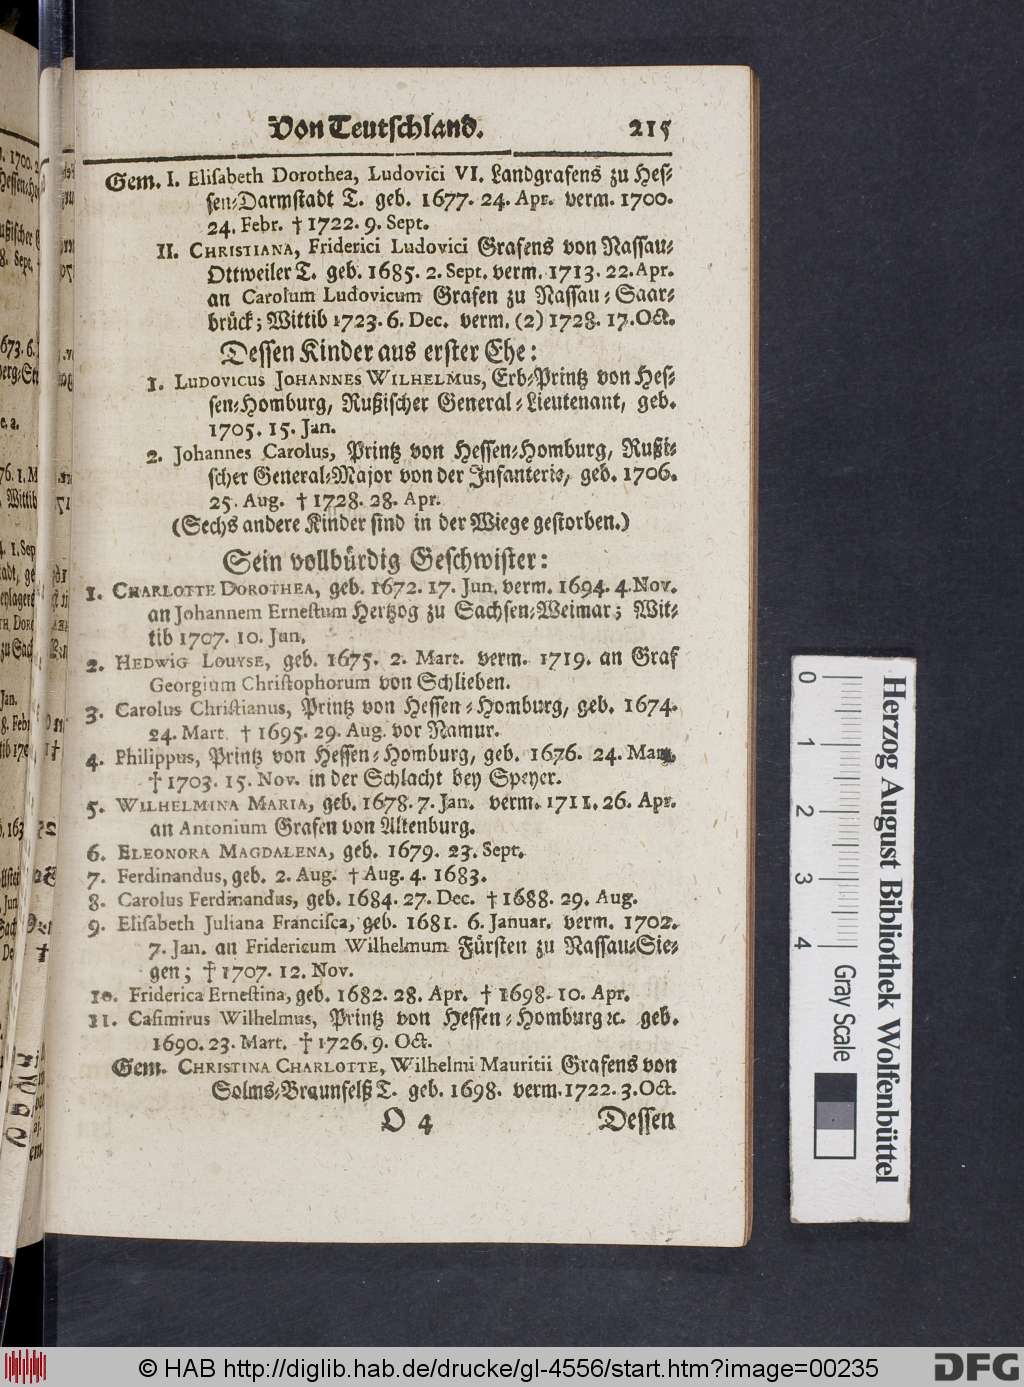 Von Teutschland. 215
Gem. I. Elisabeth Dorothea, Ludovici VI. Landgrafens zu Hes-
sen-Darmstadt T. geb. 1677. 24. Apr. verm. 1700.
24. Febr. † 1722. 9. Sept.
II. CHRISTIANA, Friderici Ludovici Grafens von Nassau-
Ottweiler T. geb. 1685. 2. Sept. verm. 1713. 22. Apr.
an Carolum Ludovicum Grafen zu Nassau-Saar-
brück; Wittib 1723. 6. Dec. verm. (2) 1728. 17. Oct.
Dessen Kinder aus erster Ehe:
1. LUDOVICUS JOHANNES WILHELMUS, Erb-Printz von Hes-
sen-Homburg, Rußischer General-Lieutenant, geb.
1705. 15. Jan.
2. Johannes Carolus, Printz von Hessen-Homburg, Rußi-
scher General-Major von der Infanterie, geb. 1706.
25. Aug. † 1728. 28. Apr.
(Sechs andere Kinder sind in der Wiege gestorben.)
Sein vollbürdig Geschwister:
1. CHARLOTTE DOROTHEA, geb. 1672. 17. Jun. verm. 1694. 4. Nov.
an Johannem Ernestum Hertzog zu Sachsen-Weimar; Wit-
tib 1707. 10. Jun.
2. HEDWIG LOUYSE, geb. 1675. 2. Mart. verm. 1719. an Graf
Georgium Christophorum von Schlieben.
3. Carolus Christianus, Printz von Hessen-Homburg, geb. 1674.
24. Mart † 1695. 29. Aug. vor Namur.
4. Philippus, Printz von Hessen-Homburg, geb. 1676. 24. Mart.
† 1703. 15. Nov. in der Schlacht bey Speyer.
5. WILHELMINA MARIA, geb. 1678. 7. Jan. verm. 1711. 26. Apr.
an Antonium Grafen von Altenburg.
6. ELEONORA MAGDALENA, geb. 1679. 23. Sept.
7. Ferdinandus, geb. 2. Aug. † Aug. 4. 1683.
8. Carolus Ferdinandus, geb. 1684. 27. Dec. † 1688. 29. Aug.
9. Elisabeth Juliana Francisca, geb. 1681. 6. Januar. verm. 1702.
7. Jan. an Fridericum Wilhelmum Fürsten zu Nassau-Sie-
gen; † 1707. 12. Nov.
10. Friderica Ernestina, geb. 1682. 28. Apr. † 1698. 10. Apr.
11. Casimirus Wilhelmus, Printz von Hessen-Homburg ꝛc. geb.
1690. 23. Mart. † 1726. 9. Oct.
Gem. CHRISTINA CHARLOTTE, Wilhelmi Mauritii Grafens von
Solms-Braunfelß T. geb. 1698. verm. 1722. 3. Oct.
O 4 Dessen
0 1 2 3 4
Herzog August Bibliothek Wolfenbüttel
Gray Scale
© HAB http://diglib.hab.de/drucke/gl-4556/start.htm?image=00235
DFG